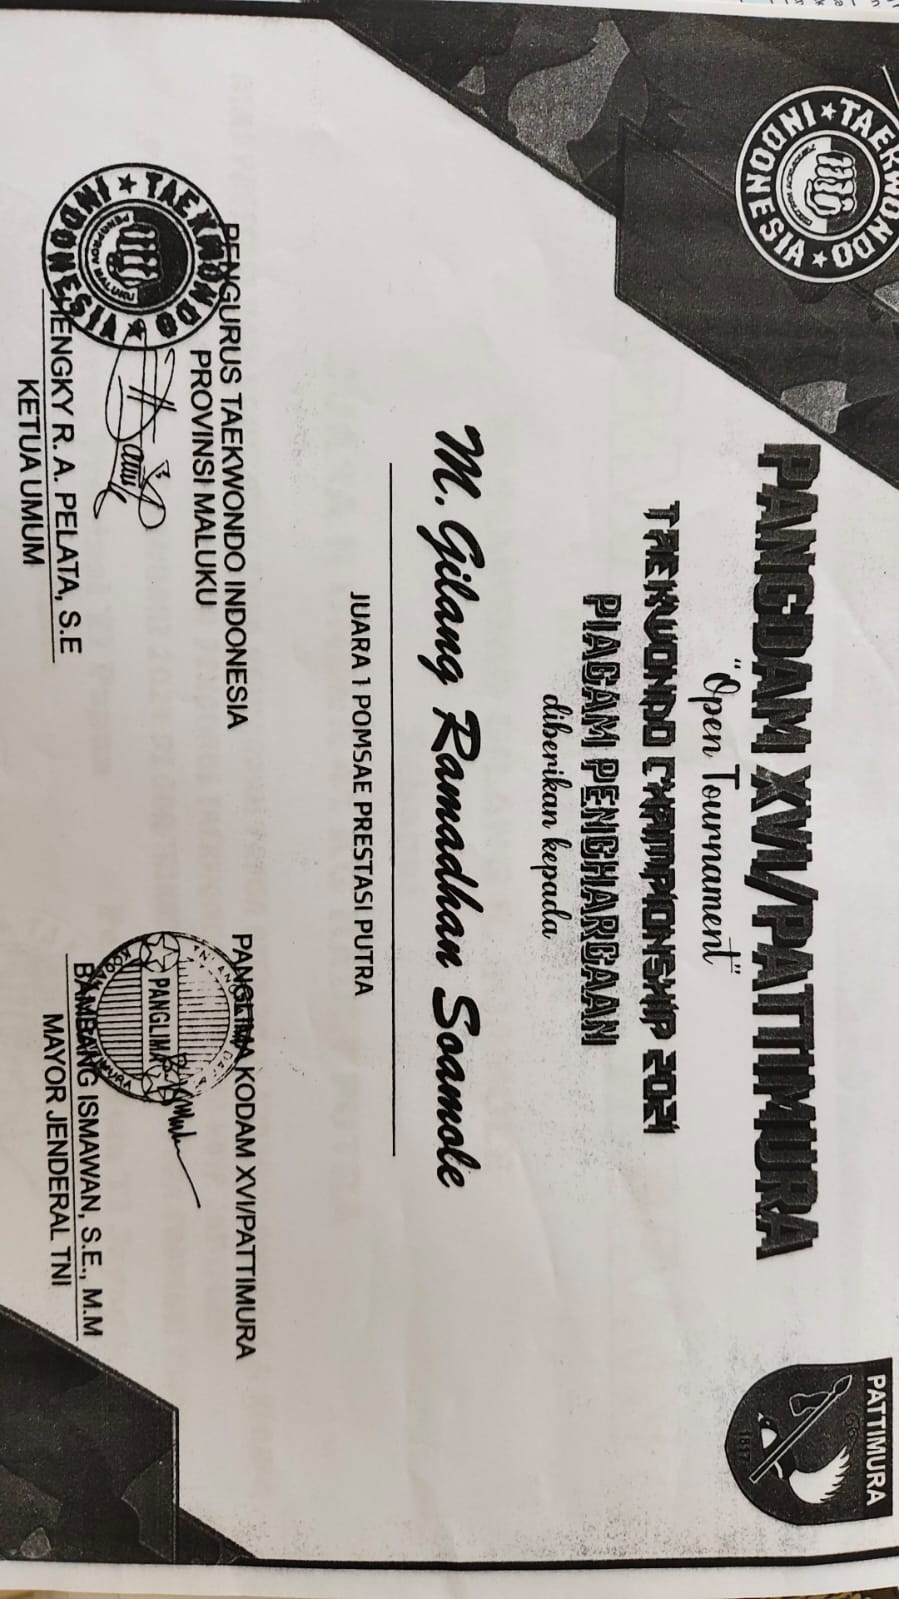 TAEKWONDO INDONESIA
PATTIMURA
1817
PANGDAM XVI/PATTIMURA
"Open Tournament"
TAEKWONDO CHAMPIONSHIP 2021
PIAGAM PENGHARGAAN
diberikan kepada
M. Gilang Ramadhan Soamole
JUARA 1 POMSAE PRESTASI PUTRA
PENGURUS TAEKWONDO INDONESIA
PROVINSI MALUKU
TAEKWONDO INDONESIA
PENGPROV MALUKU
HENGKY R. A. PELATA, S.E
KETUA UMUM
PANGLIMA KODAM XVI/PATTIMURA
PANGLIMA
BAMBANG ISMAWAN, S.E., M.M
MAYOR JENDERAL TNI